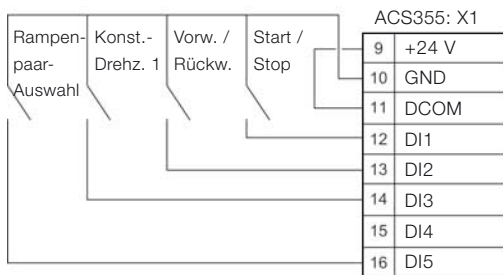 ACS355: X1
Rampen-
paar-
Auswahl
Konst.-
Drehz. 1
Vorw. /
Rückw.
Start /
Stop
9 +24 V
10 GND
11 DCOM
12 DI1
13 DI2
14 DI3
15 DI4
16 DI5